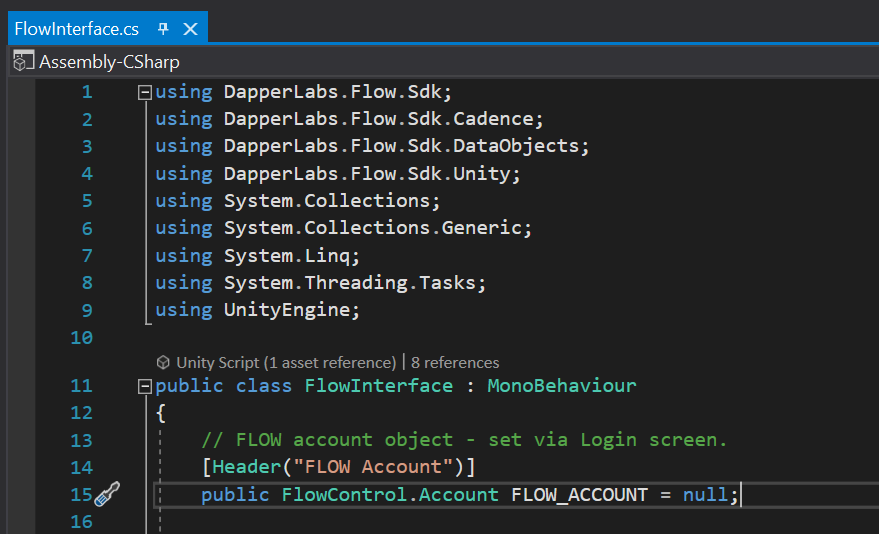 FlowInterface.cs
Assembly-CSharp
1 using DapperLabs.Flow.Sdk;
2 using DapperLabs.Flow.Sdk.Cadence;
3 using DapperLabs.Flow.Sdk.DataObjects;
4 using DapperLabs.Flow.Sdk.Unity;
5 using System.Collections;
6 using System.Collections.Generic;
7 using System.Linq;
8 using System.Threading.Tasks;
9 using UnityEngine;
10
Unity Script (1 asset reference) | 8 references
11 public class FlowInterface : MonoBehaviour
12 {
13 // FLOW account object - set via Login screen.
14 [Header("FLOW Account")]
15 public FlowControl.Account FLOW_ACCOUNT = null;
16